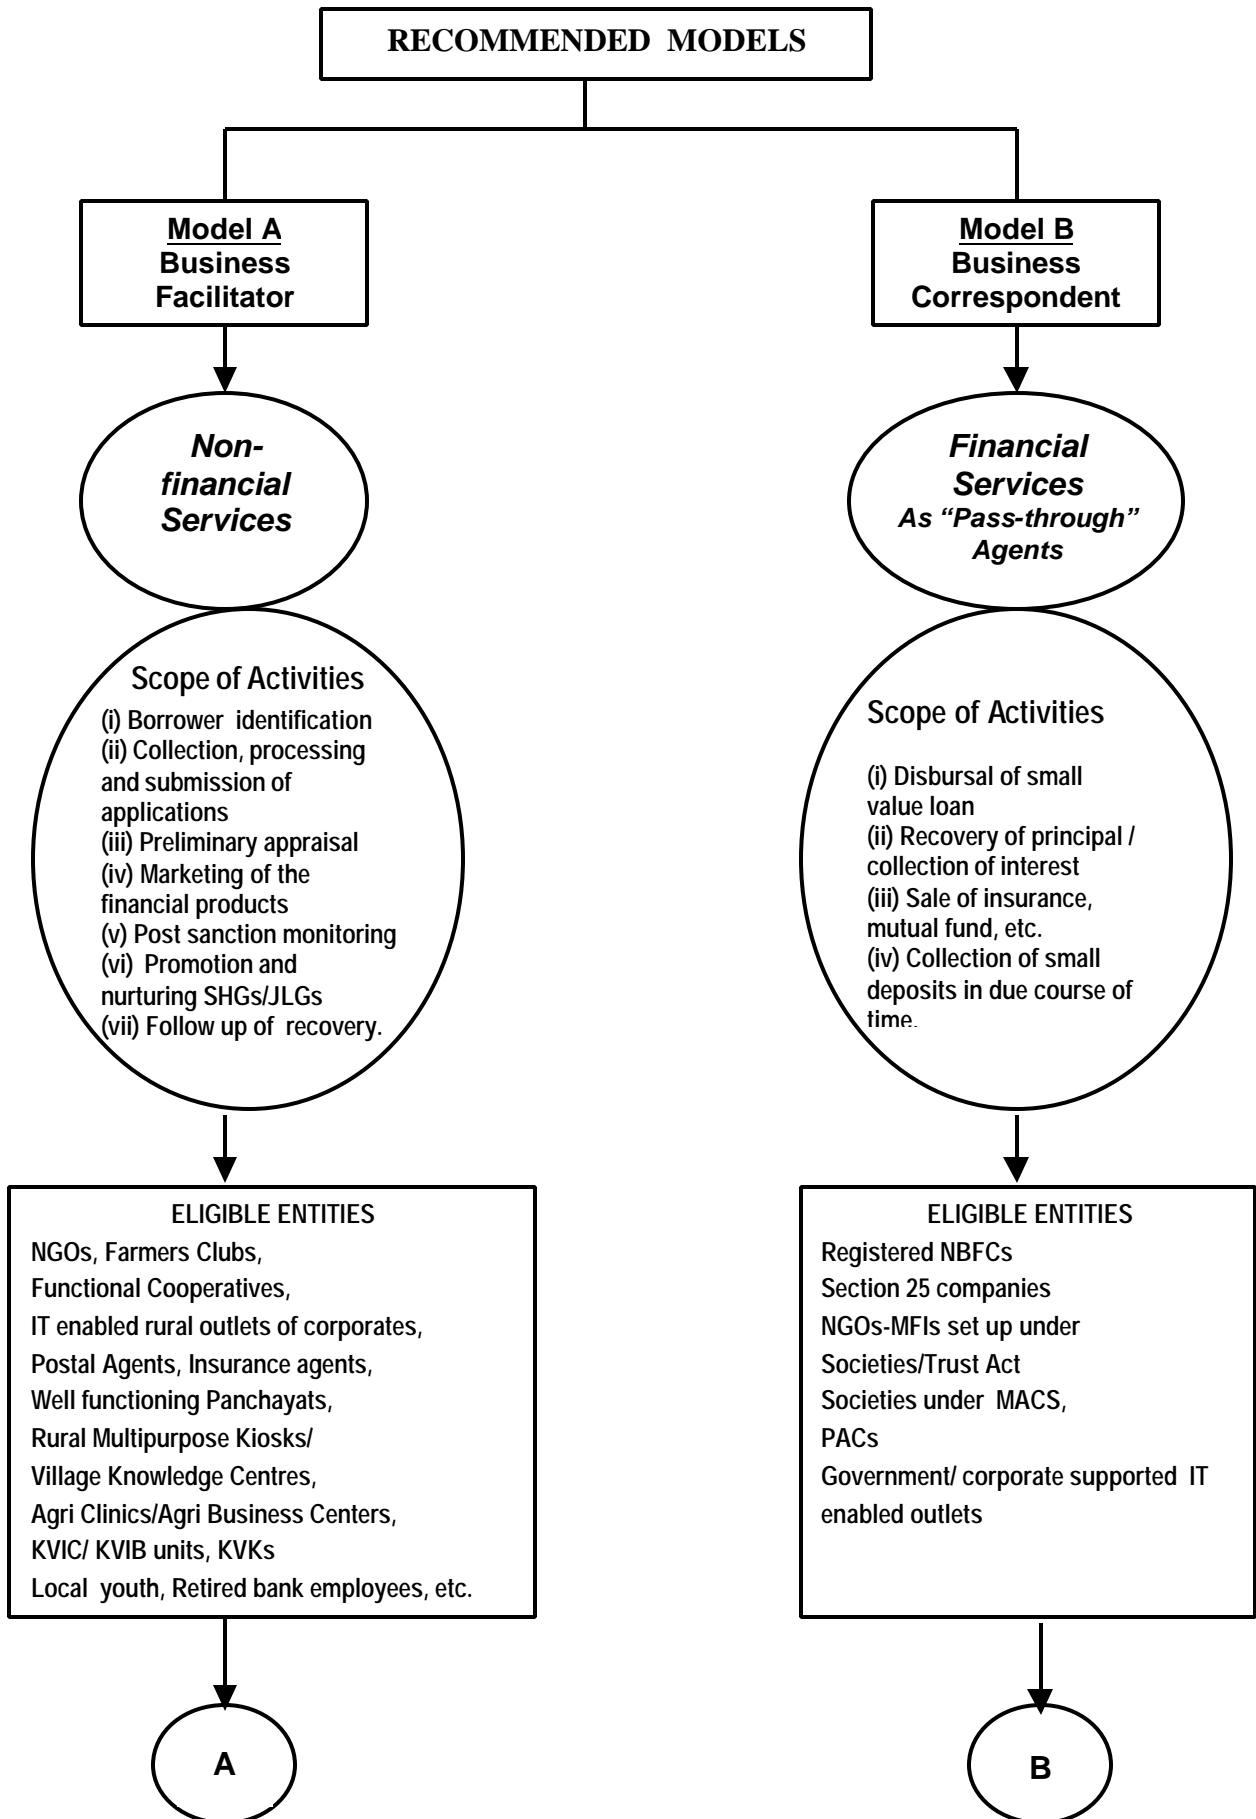 RECOMMENDED MODELS
Model A
Business
Facilitator
Non-
financial
Services
Scope of Activities
(i) Borrower identification
(ii) Collection, processing
and submission of
applications
(iii) Preliminary appraisal
(iv) Marketing of the
financial products
(v) Post sanction monitoring
(vi) Promotion and
nurturing SHGs/JLGs
(vii) Follow up of recovery.
ELIGIBLE ENTITIES
NGOs, Farmers Clubs,
Functional Cooperatives,
IT enabled rural outlets of corporates,
Postal Agents, Insurance agents,
Well functioning Panchayats,
Rural Multipurpose Kiosks/
Village Knowledge Centres,
Agri Clinics/Agri Business Centers,
KVIC/ KVIB units, KVKs
Local youth, Retired bank employees, etc.
A
Model B
Business
Correspondent
Financial
Services
As “Pass-through”
Agents
Scope of Activities
(i) Disbursal of small
value loan
(ii) Recovery of principal /
collection of interest
(iii) Sale of insurance,
mutual fund, etc.
(iv) Collection of small
deposits in due course of
time.
ELIGIBLE ENTITIES
Registered NBFCs
Section 25 companies
NGOs-MFIs set up under
Societies/Trust Act
Societies under MACS,
PACs
Government/ corporate supported IT
enabled outlets
B